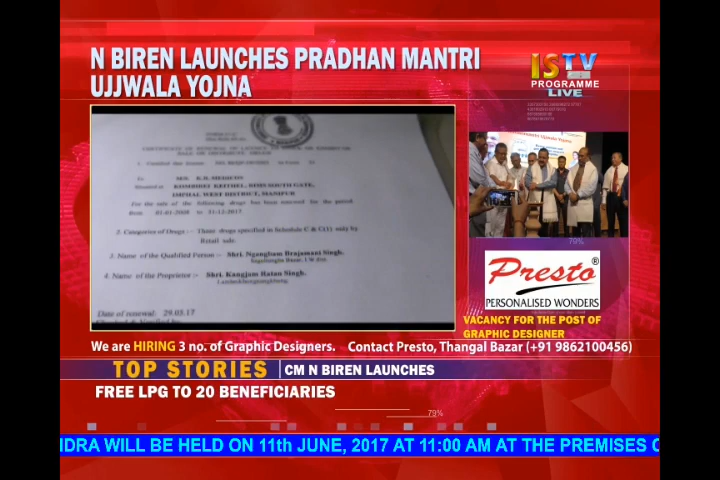 N BIREN LAUNCHES PRADHAN MANTRI
UJJWALA YOJNA
ISTV
PROGRAMME
LIVE
CERTIFICATE OF RENEWAL OF LICENCE TO
To
M/S. K.R. MEDICOS
IMPHAL WEST DISTRICT, MANIPUR
For the sale of the following drugs has been renewed for the period
From 01-01-2008 to 31-12-2017
2. Categories of Drugs :- Those drugs specified in Schedule C & C(1) only by
Retail sale.
3. Name of the Qualified Person :- Shri. Ngangbam Brajamani Singh.
4. Name of the Proprietor :- Shri. Kangjam Ratan Singh.
Date of renewal: 29.03.17
79%
Presto®
PERSONALISED WONDERS
VACANCY FOR THE POST OF
GRAPHIC DESIGNER
We are HIRING 3 no. of Graphic Designers. Contact Presto, Thangal Bazar (+91 9862100456)
TOP STORIES CM N BIREN LAUNCHES
FREE LPG TO 20 BENEFICIARIES
79%
NDRA WILL BE HELD ON 11th JUNE, 2017 AT 11:00 AM AT THE PREMISES